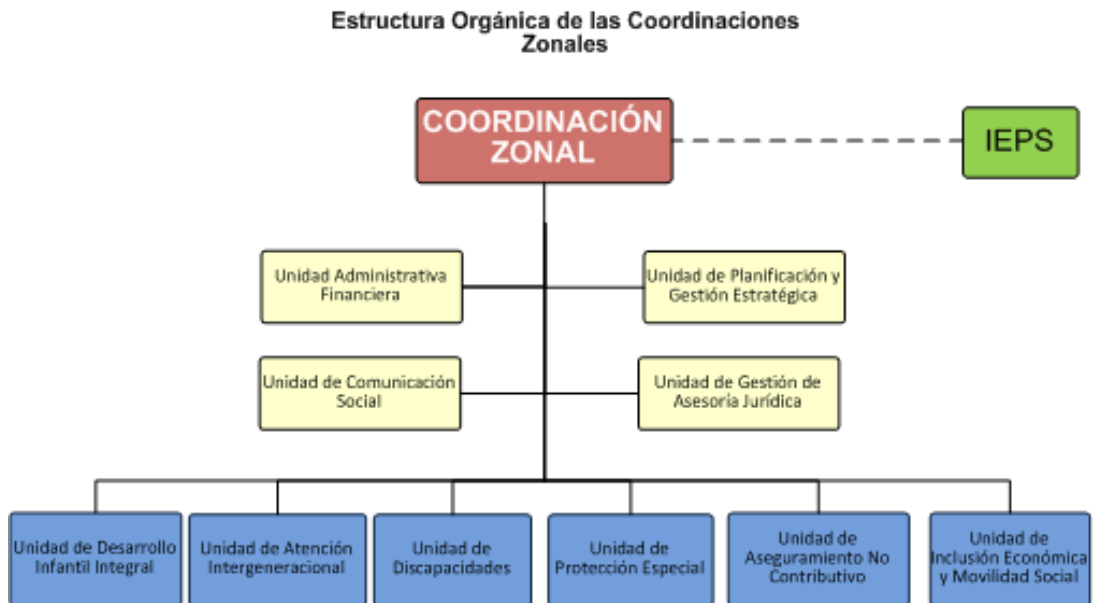 Estructura Orgánica de las Coordinaciones
Zonales
COORDINACIÓN
ZONAL
IEPS
Unidad Administrativa
Financiera
Unidad de Planificación y
Gestión Estratégica
Unidad de Comunicación
Social
Unidad de Gestión de
Asesoría Jurídica
Unidad de Desarrollo
Infantil Integral
Unidad de Atención
Intergeneracional
Unidad de
Discapacidades
Unidad de
Protección Especial
Unidad de
Aseguramiento No
Contributivo
Unidad de
Inclusión Económica
y Movilidad Social